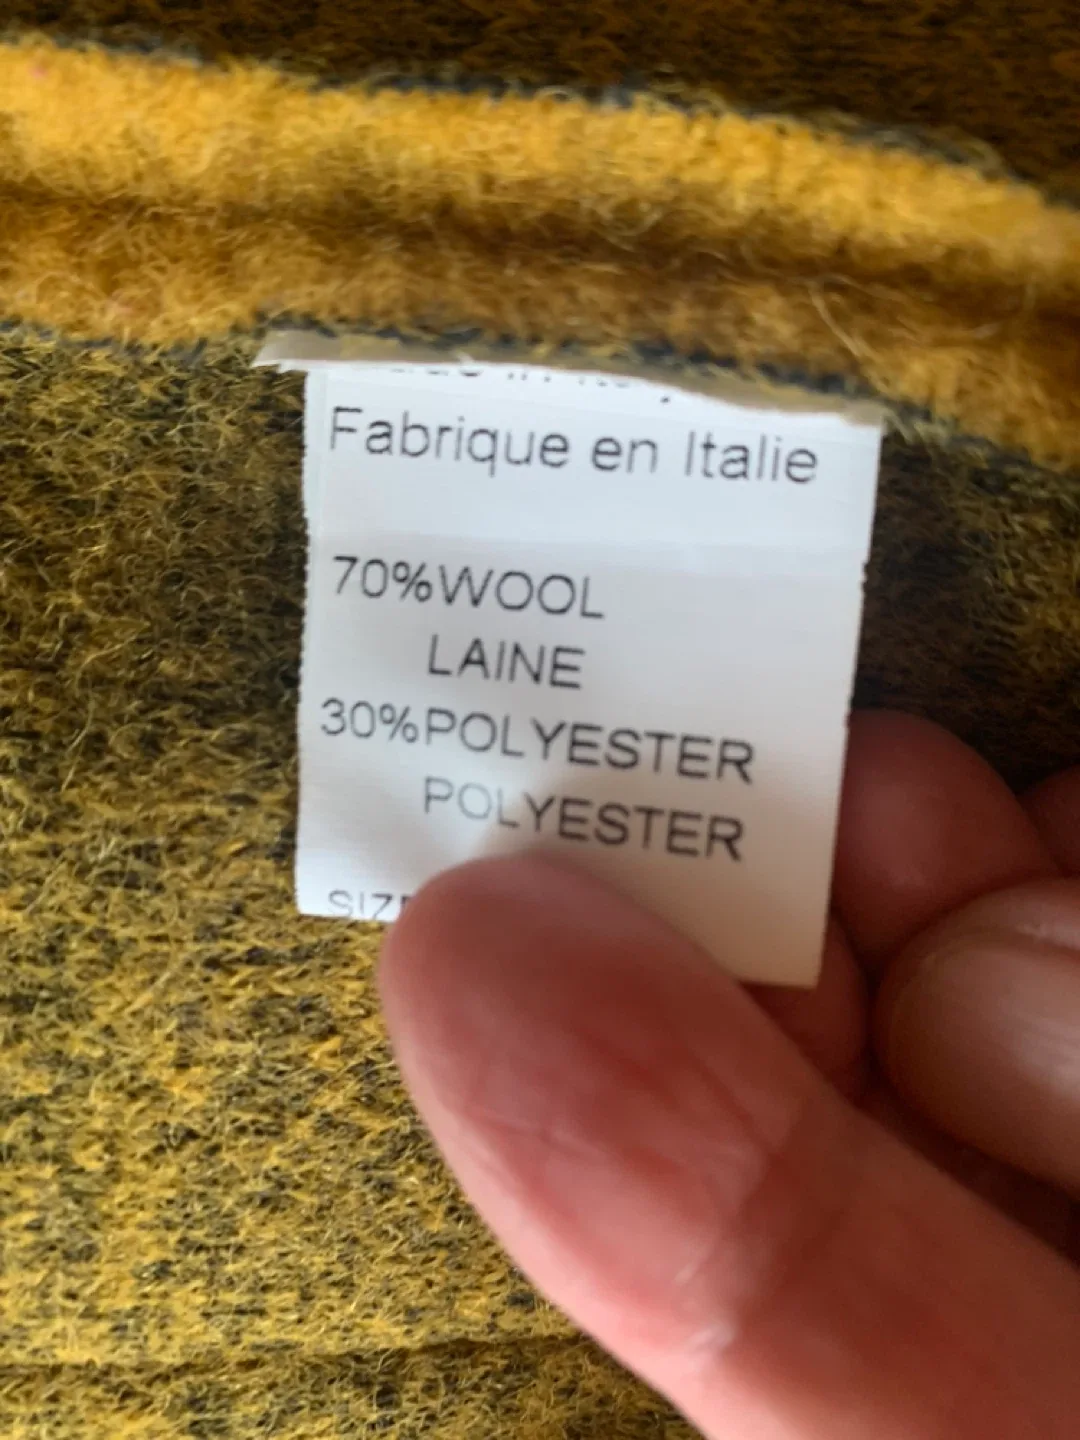 Fabrique en Italie
70%WOOL
LAINE
30%POLYESTER
POLYESTER